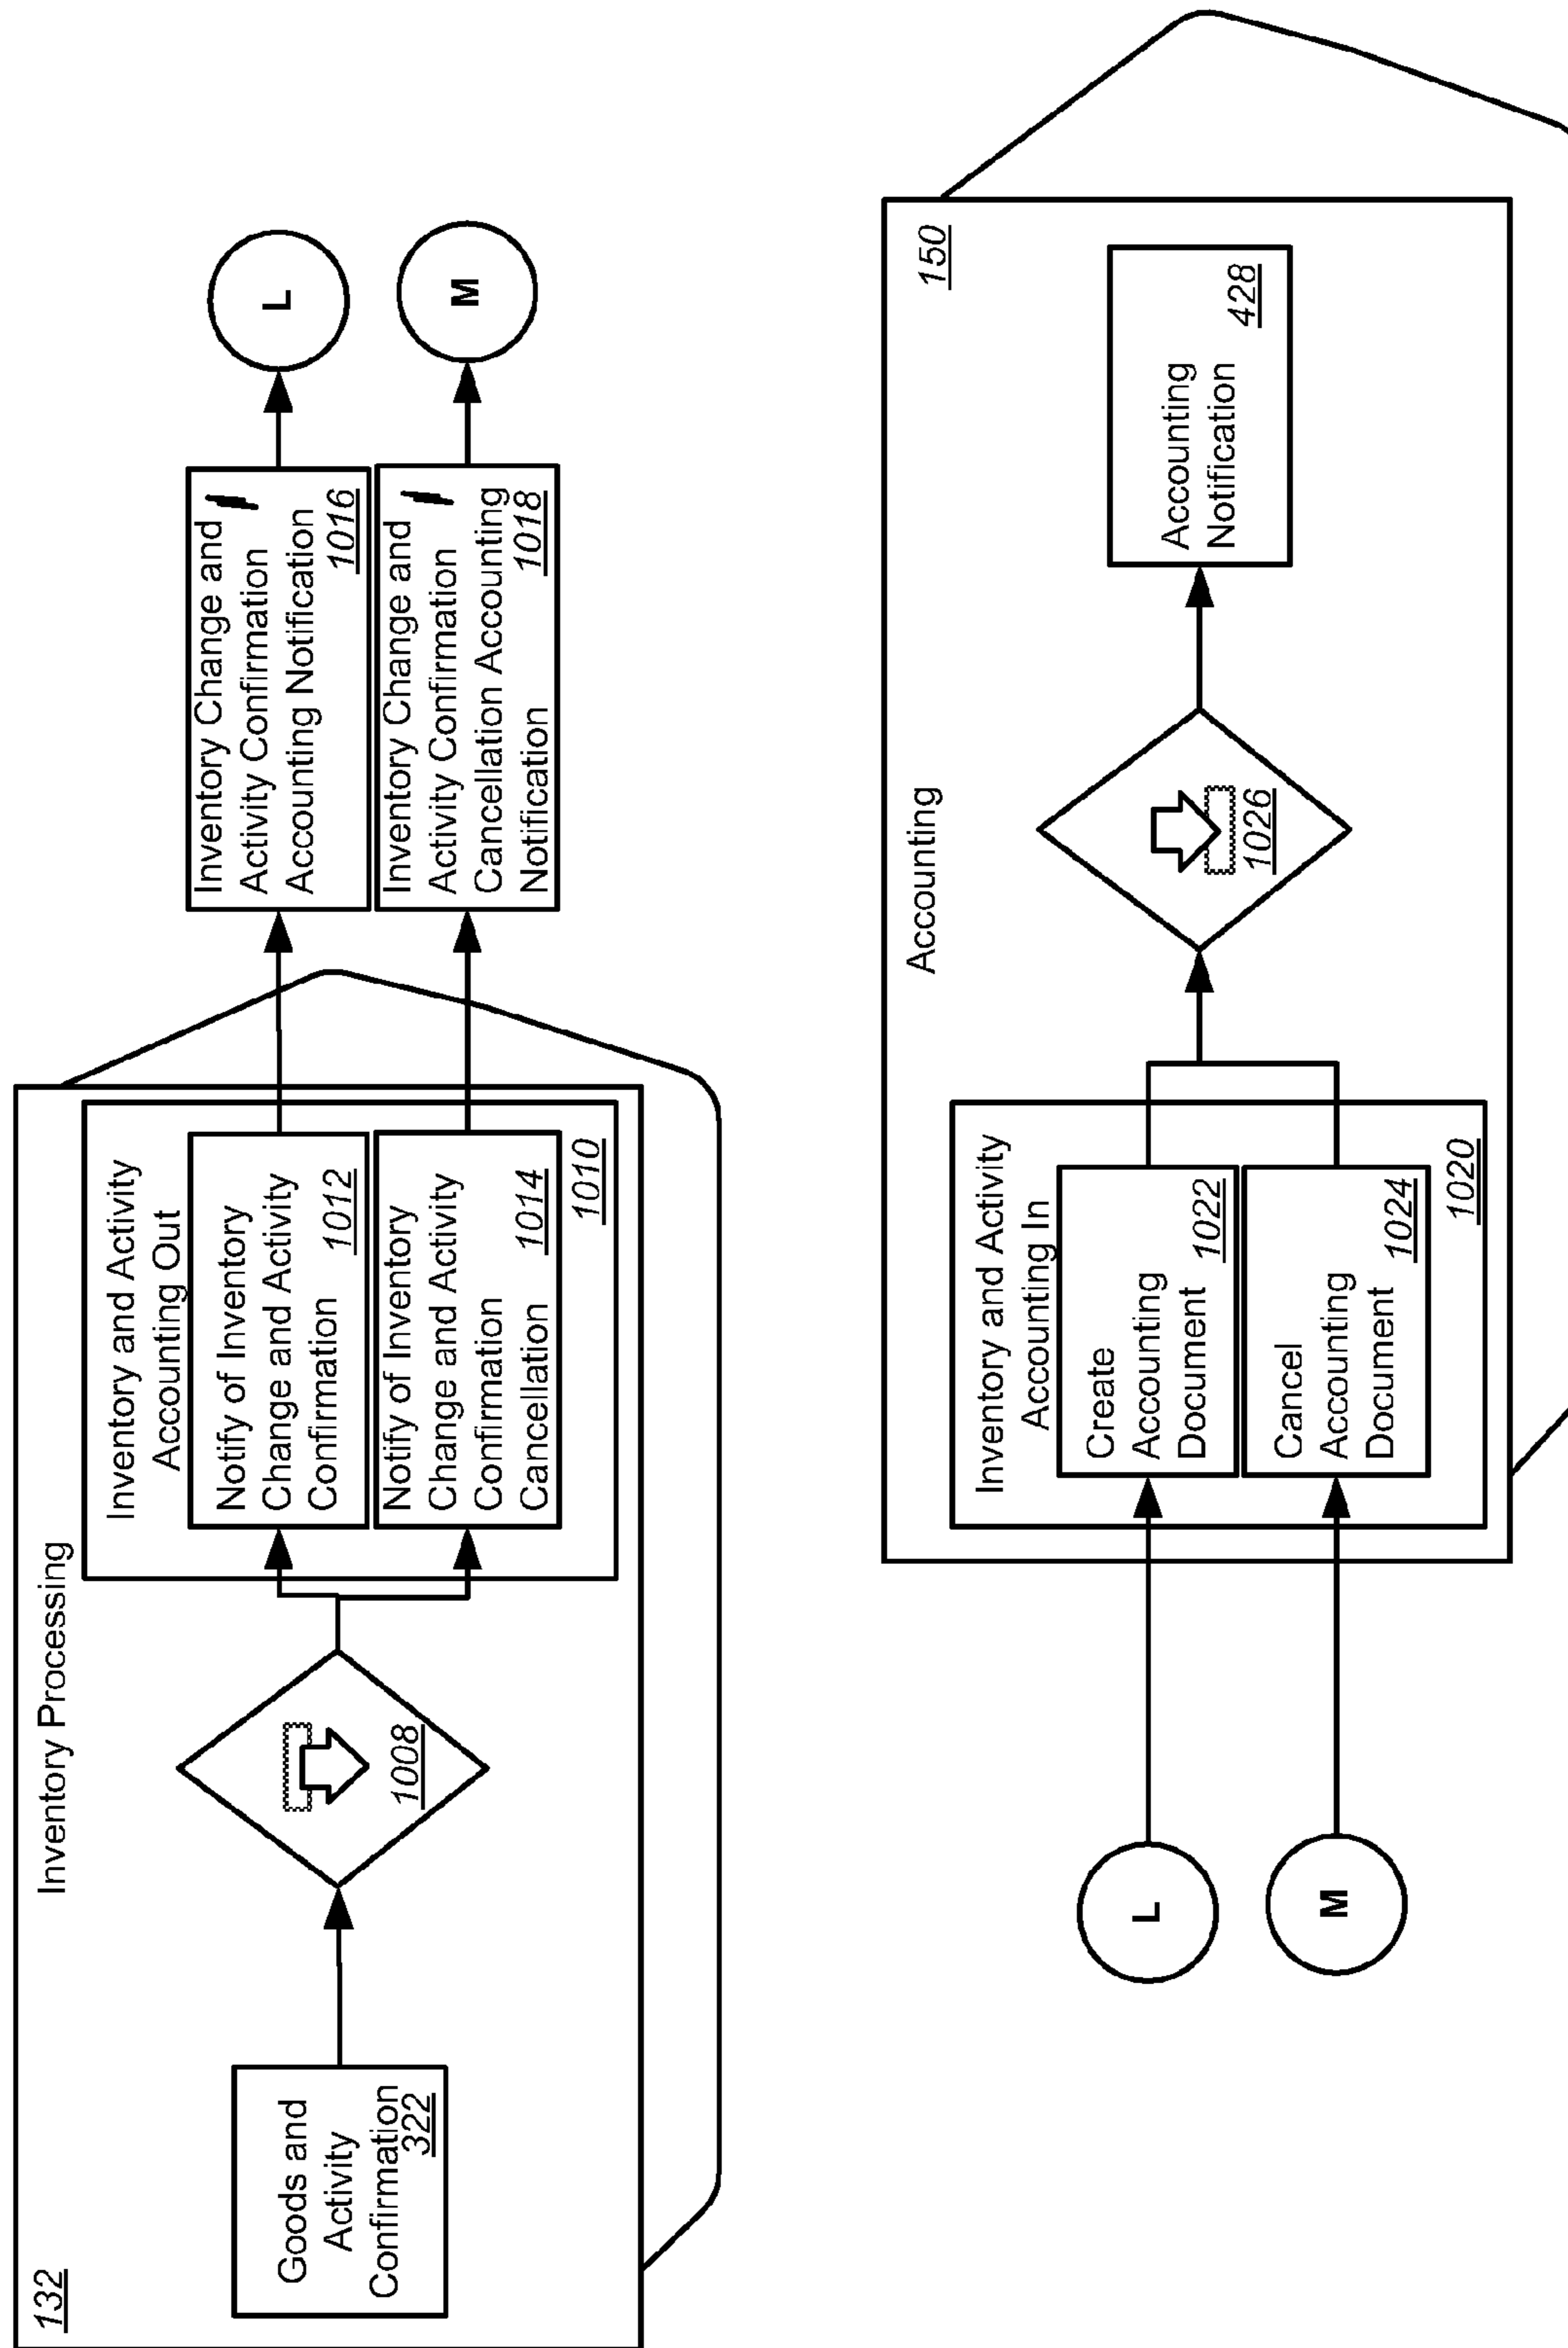 132
Inventory Processing
Goods and
Activity
Confirmation
322
1008
Inventory and Activity
Accounting Out
Notify of Inventory
Change and Activity
Confirmation
1012
Notify of Inventory
Change and Activity
Confirmation
Cancellation
1014
1010
Inventory Change and
Activity Confirmation
Accounting Notification
1016
Inventory Change and
Activity Confirmation
Cancellation Accounting
Notification
1018
L
M
L
M
Accounting
150
Inventory and Activity
Accounting In
Create
Accounting
Document
1022
Cancel
Accounting
Document
1024
1020
1026
Accounting
Notification
428